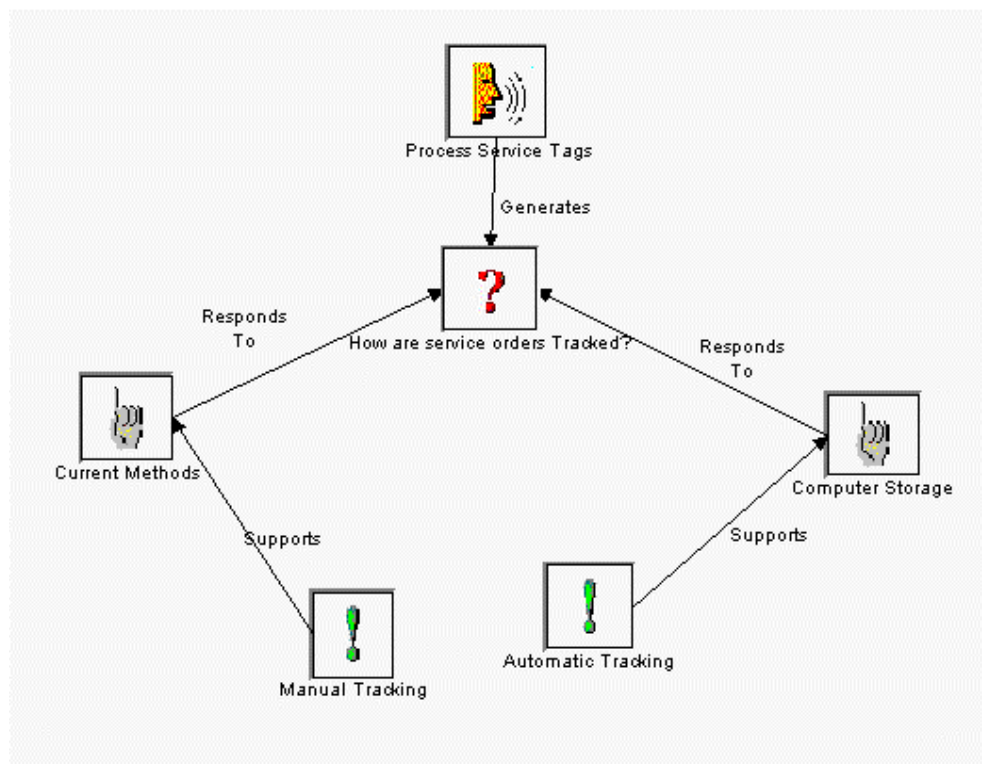 Process Service Tags
Generates
?
How are service orders Tracked?
Responds
To
Responds
To
Current Methods
Computer Storage
Supports
Supports
!
!
Automatic Tracking
Manual Tracking